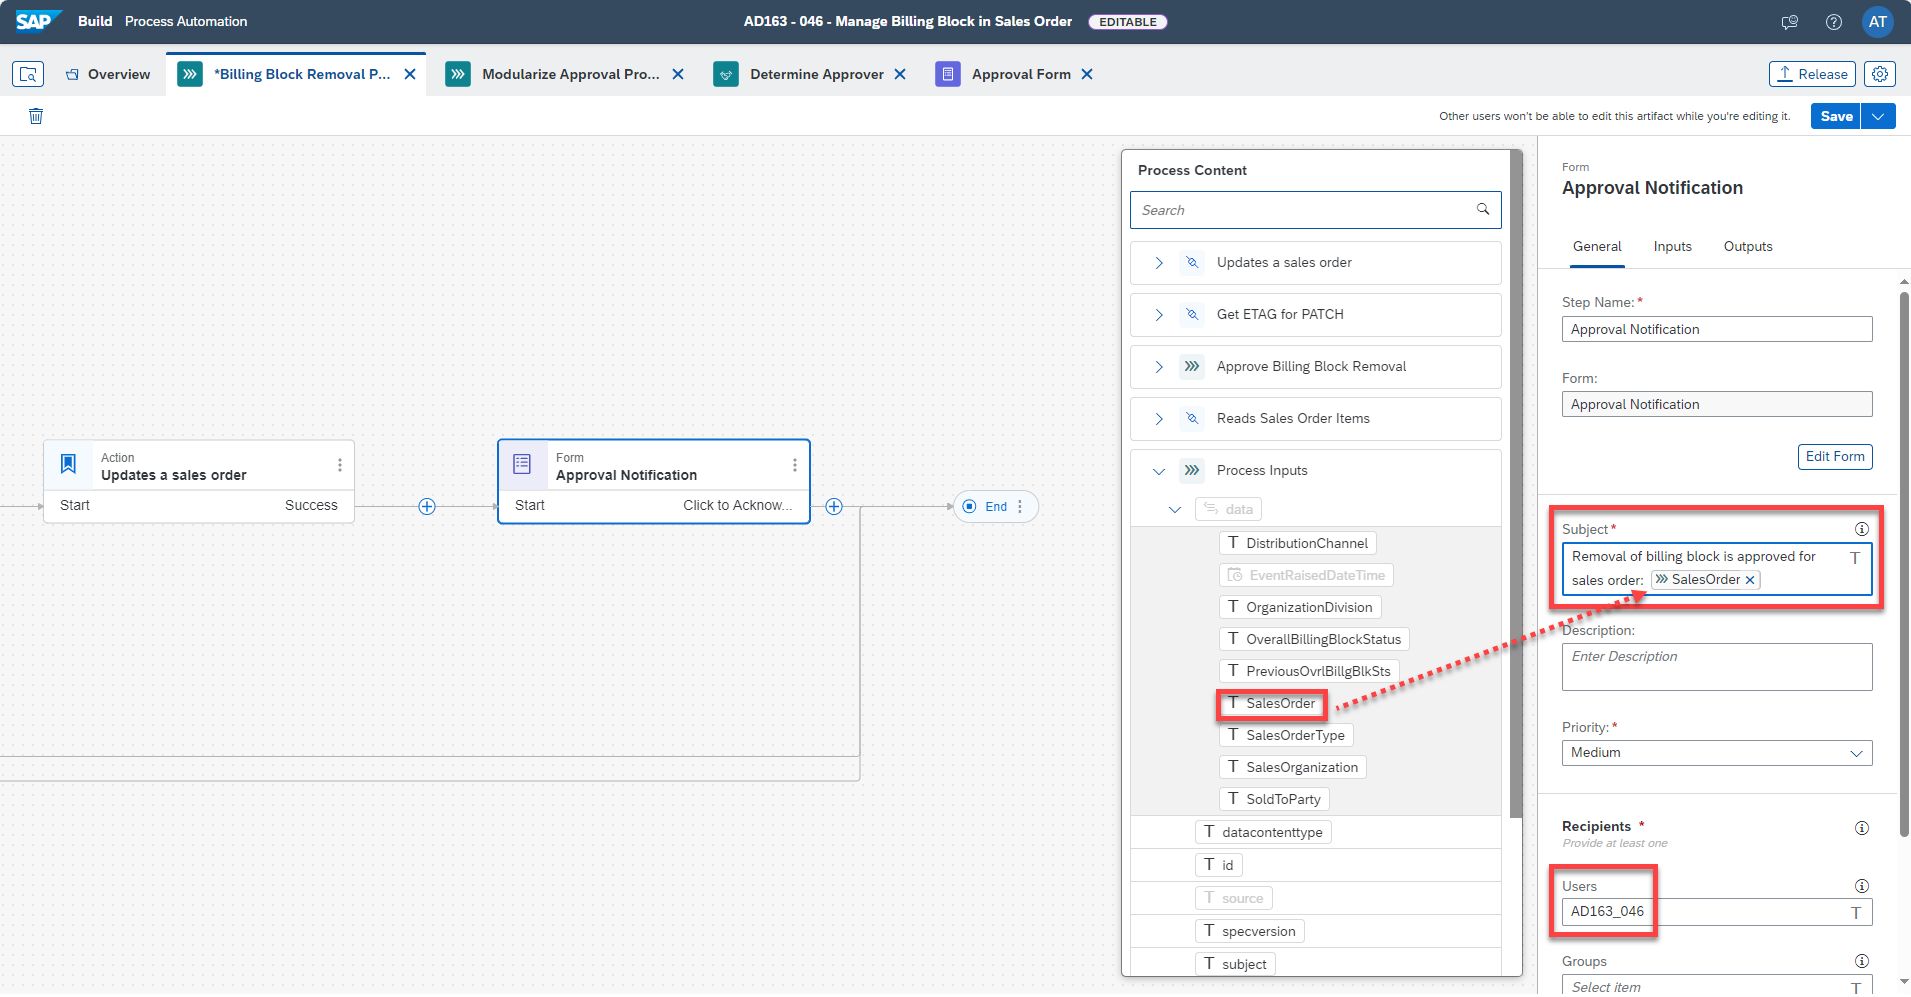 SAP Build Process Automation
AD163 - 046 - Manage Billing Block in Sales Order EDITABLE
AT
Overview
*Billing Block Removal P...
Modularize Approval Pro...
Determine Approver
Approval Form
Release
Other users won't be able to edit this artifact while you're editing it.
Save
Action
Updates a sales order
Start Success
Form
Approval Notification
Start Click to Acknow...
End
Process Content
Search
Updates a sales order
Get ETAG for PATCH
Approve Billing Block Removal
Reads Sales Order Items
Process Inputs
data
T DistributionChannel
EventRaisedDateTime
T OrganizationDivision
T OverallBillingBlockStatus
T PreviousOvrlBillgBlkSts
T SalesOrder
T SalesOrderType
T SalesOrganization
T SoldToParty
T datacontenttype
T id
T source
T specversion
T subject
Form
Approval Notification
General Inputs Outputs
Step Name: *
Approval Notification
Form:
Approval Notification
Edit Form
Subject *
Removal of billing block is approved for T
sales order: SalesOrder
Description:
Enter Description
Priority: *
Medium
Recipients *
Provide at least one
Users
AD163_046 T
Groups
Select item T